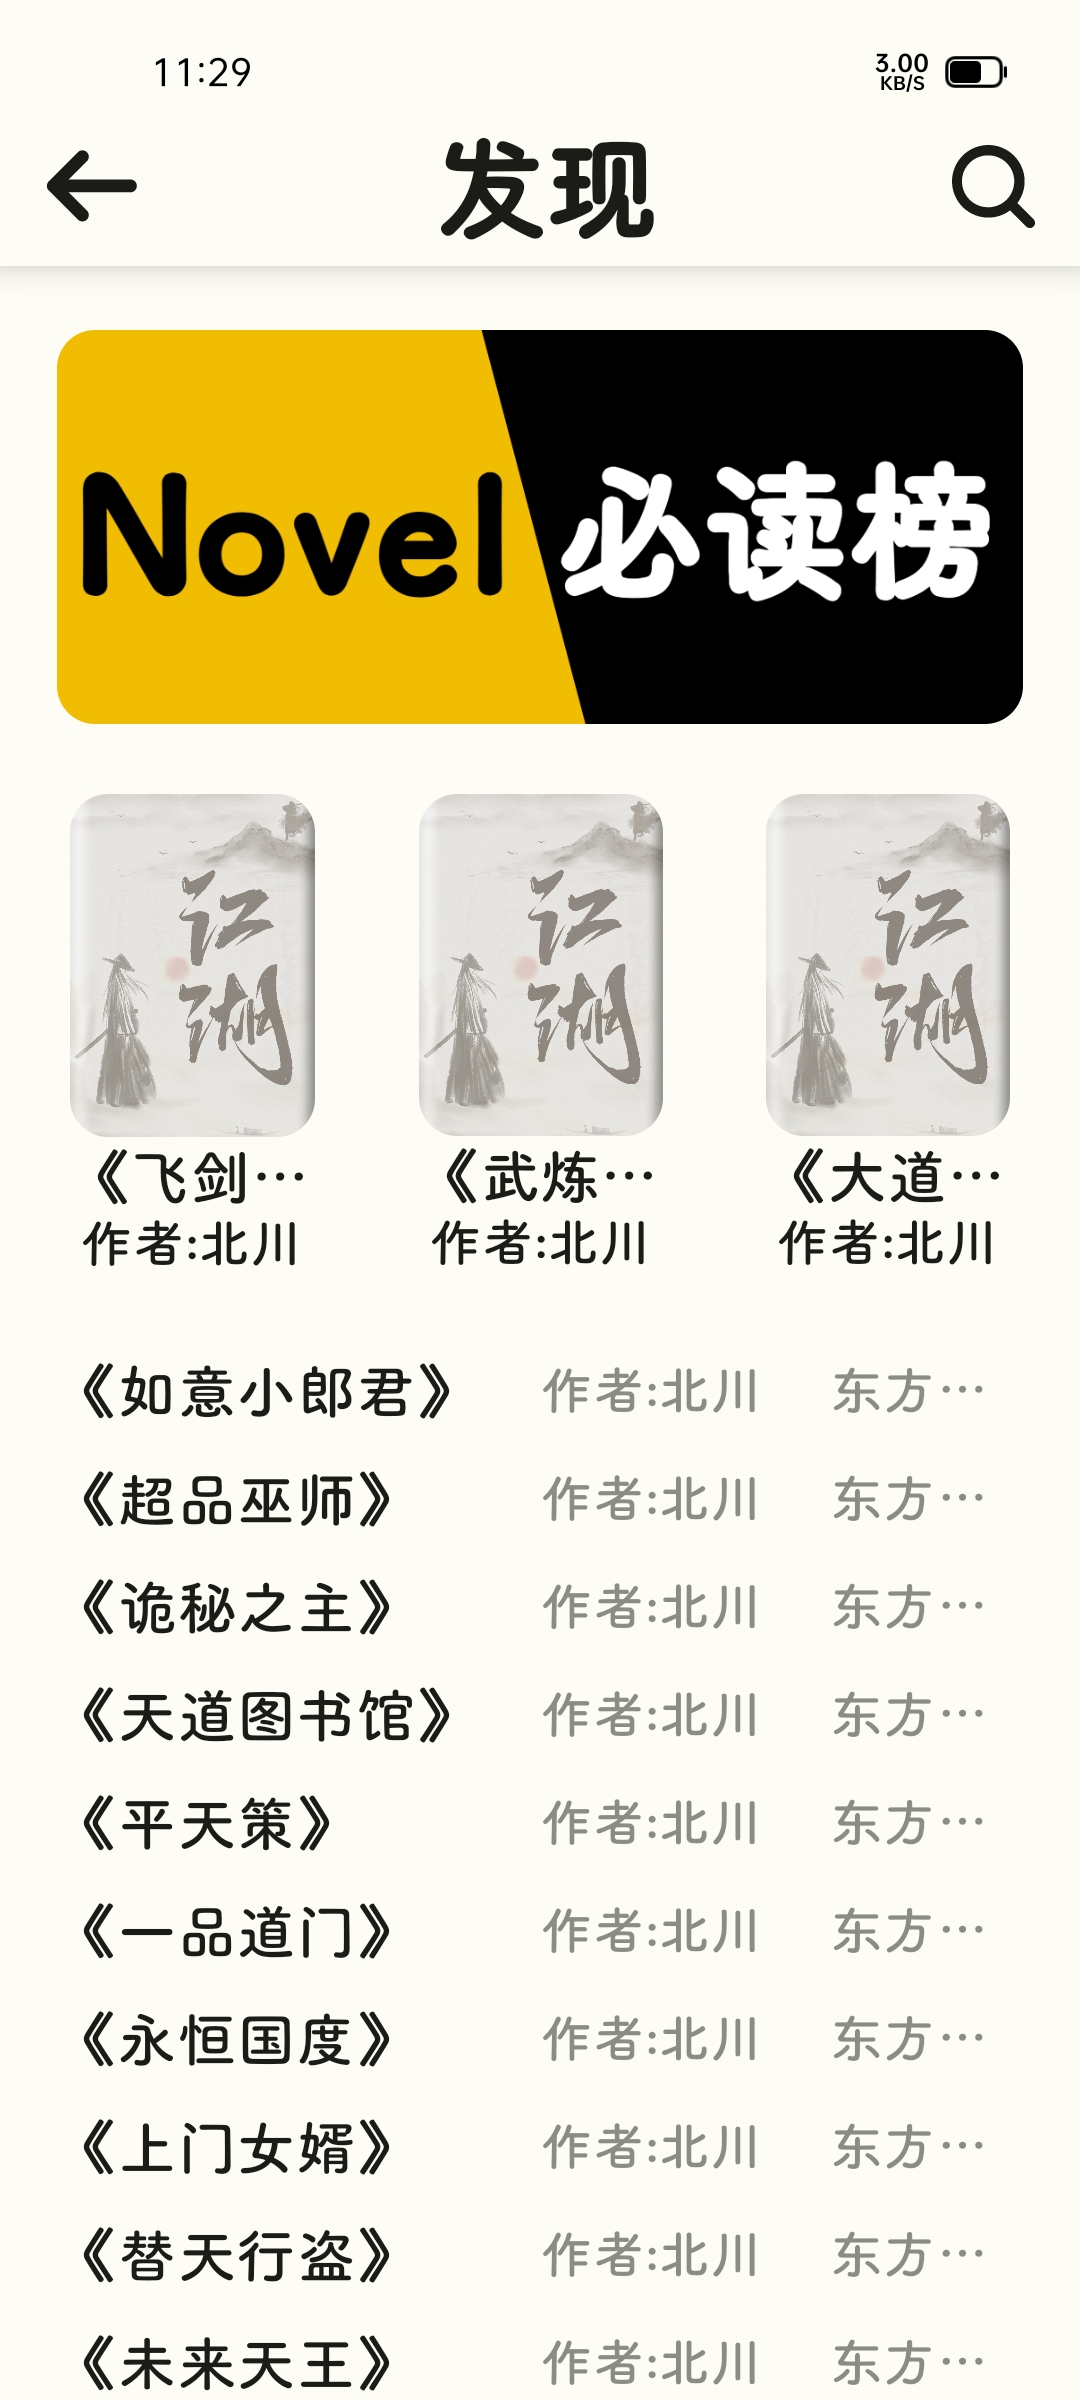 11:29
3.00
KB/S
发现
Novel 必读榜
江湖 江湖 江湖
《飞剑… 《武炼… 《大道…
作者:北川 作者:北川 作者:北川
《如意小郎君》 作者:北川 东方…
《超品巫师》 作者:北川 东方…
《诡秘之主》 作者:北川 东方…
《天道图书馆》 作者:北川 东方…
《平天策》 作者:北川 东方…
《一品道门》 作者:北川 东方…
《永恒国度》 作者:北川 东方…
《上门女婿》 作者:北川 东方…
《替天行盗》 作者:北川 东方…
《未来天王》 作者:北川 东方…